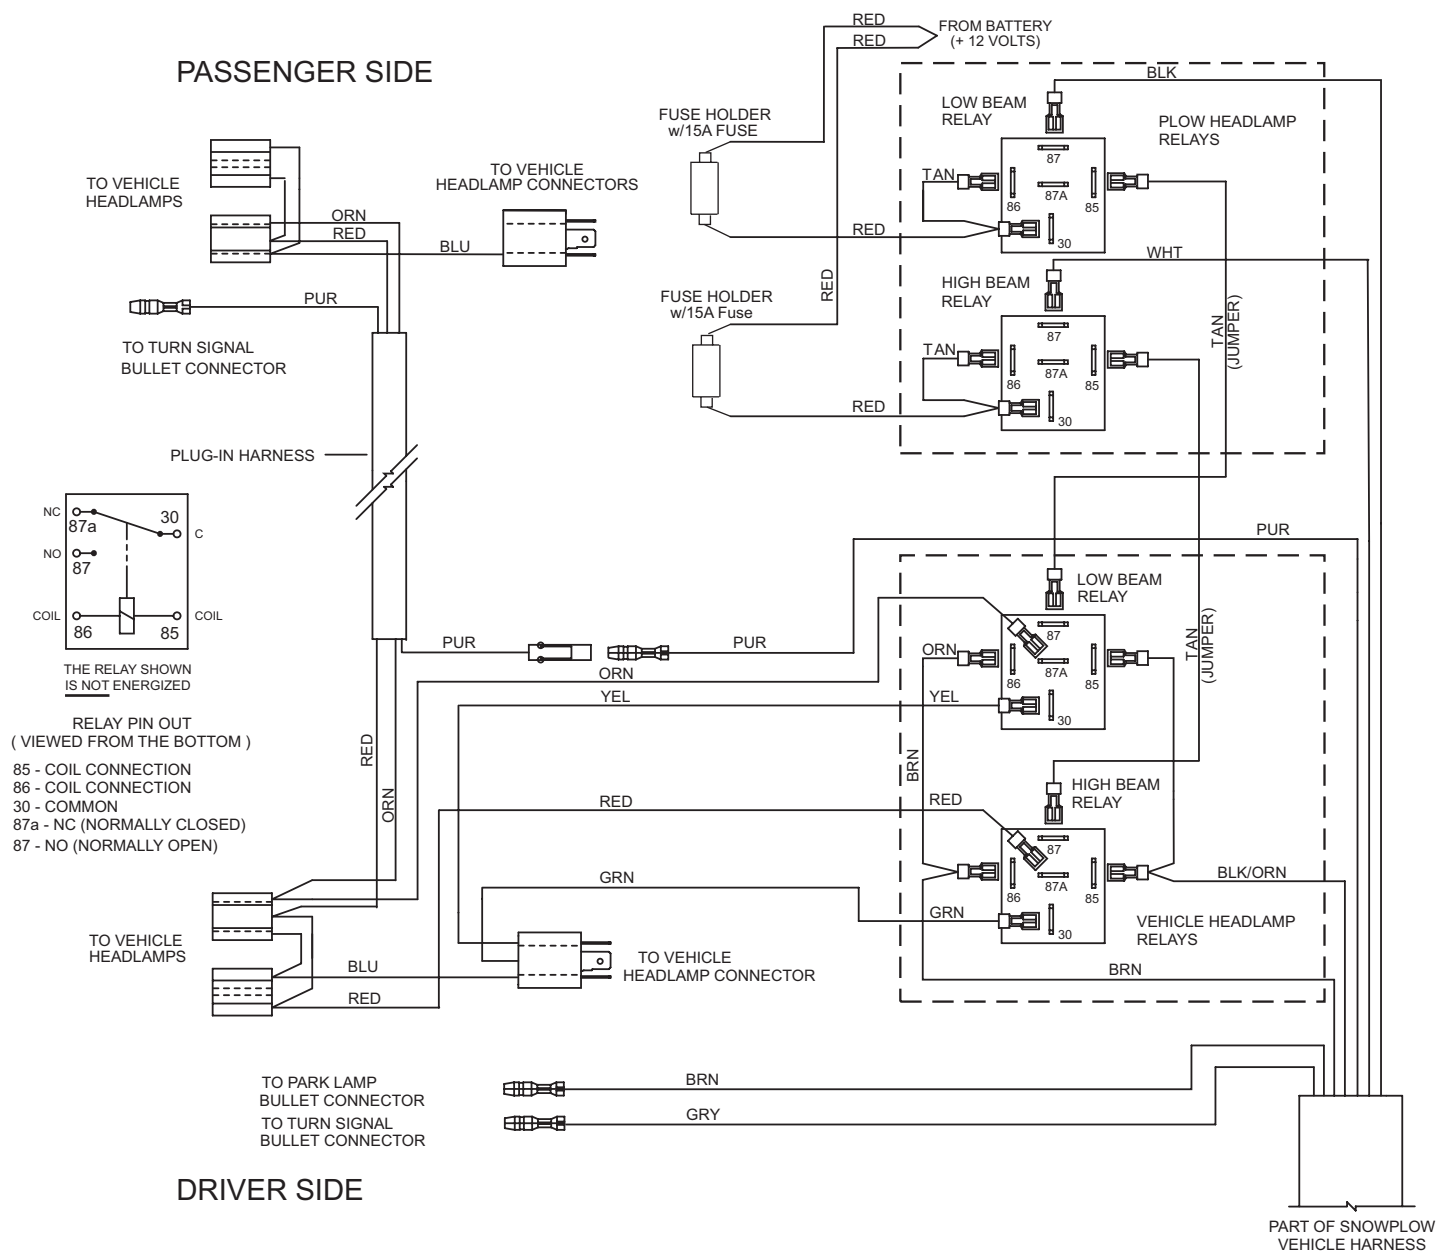 PASSENGER SIDE
RED
RED
FROM BATTERY
(+ 12 VOLTS)
BLK
LOW BEAM
RELAY
PLOW HEADLAMP
RELAYS
FUSE HOLDER
w/15A FUSE
TO VEHICLE
HEADLAMPS
TO VEHICLE
HEADLAMP CONNECTORS
ORN
RED
BLU
TAN
87
86
87A
85
30
RED
WHT
PUR
TO TURN SIGNAL
BULLET CONNECTOR
RED
HIGH BEAM
RELAY
FUSE HOLDER
w/15A Fuse
TAN
(JUMPER)
TAN
87
86
87A
85
30
RED
PLUG-IN HARNESS
NC
87a
30
C
NO
87
COIL
86
85
COIL
THE RELAY SHOWN
IS NOT ENERGIZED
RELAY PIN OUT
( VIEWED FROM THE BOTTOM )
85 - COIL CONNECTION
86 - COIL CONNECTION
30 - COMMON
87a - NC (NORMALLY CLOSED)
87 - NO (NORMALLY OPEN)
PUR
LOW BEAM
RELAY
PUR
PUR
ORN
YEL
ORN
YEL
87
86
87A
85
30
TAN
(JUMPER)
RED
ORN
BRN
HIGH BEAM
RELAY
RED
RED
87
86
87A
85
30
BLK/ORN
GRN
GRN
VEHICLE HEADLAMP
RELAYS
TO VEHICLE
HEADLAMPS
BLU
RED
TO VEHICLE
HEADLAMP CONNECTOR
BRN
TO PARK LAMP
BULLET CONNECTOR
BRN
TO TURN SIGNAL
BULLET CONNECTOR
GRY
DRIVER SIDE
PART OF SNOWPLOW
VEHICLE HARNESS